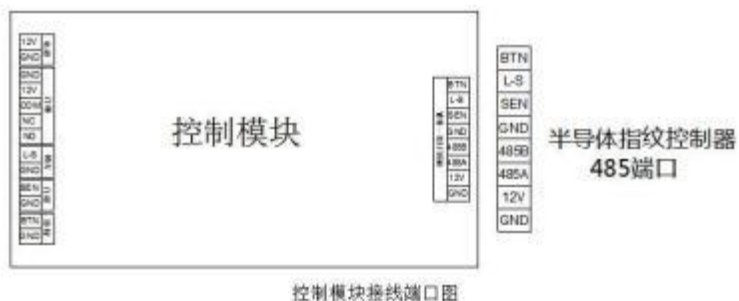 12V
GND
GND
12V
COM
NC
NO
L-S
GND
SEN
GND
BTN
GND
控制模块
BTN
L-S
SEN
GND
485B
485A
12V
GND
BTN
L-S
SEN
GND
485B
485A
12V
GND
半导体指纹控制器
485端口
控制模块接线端口图